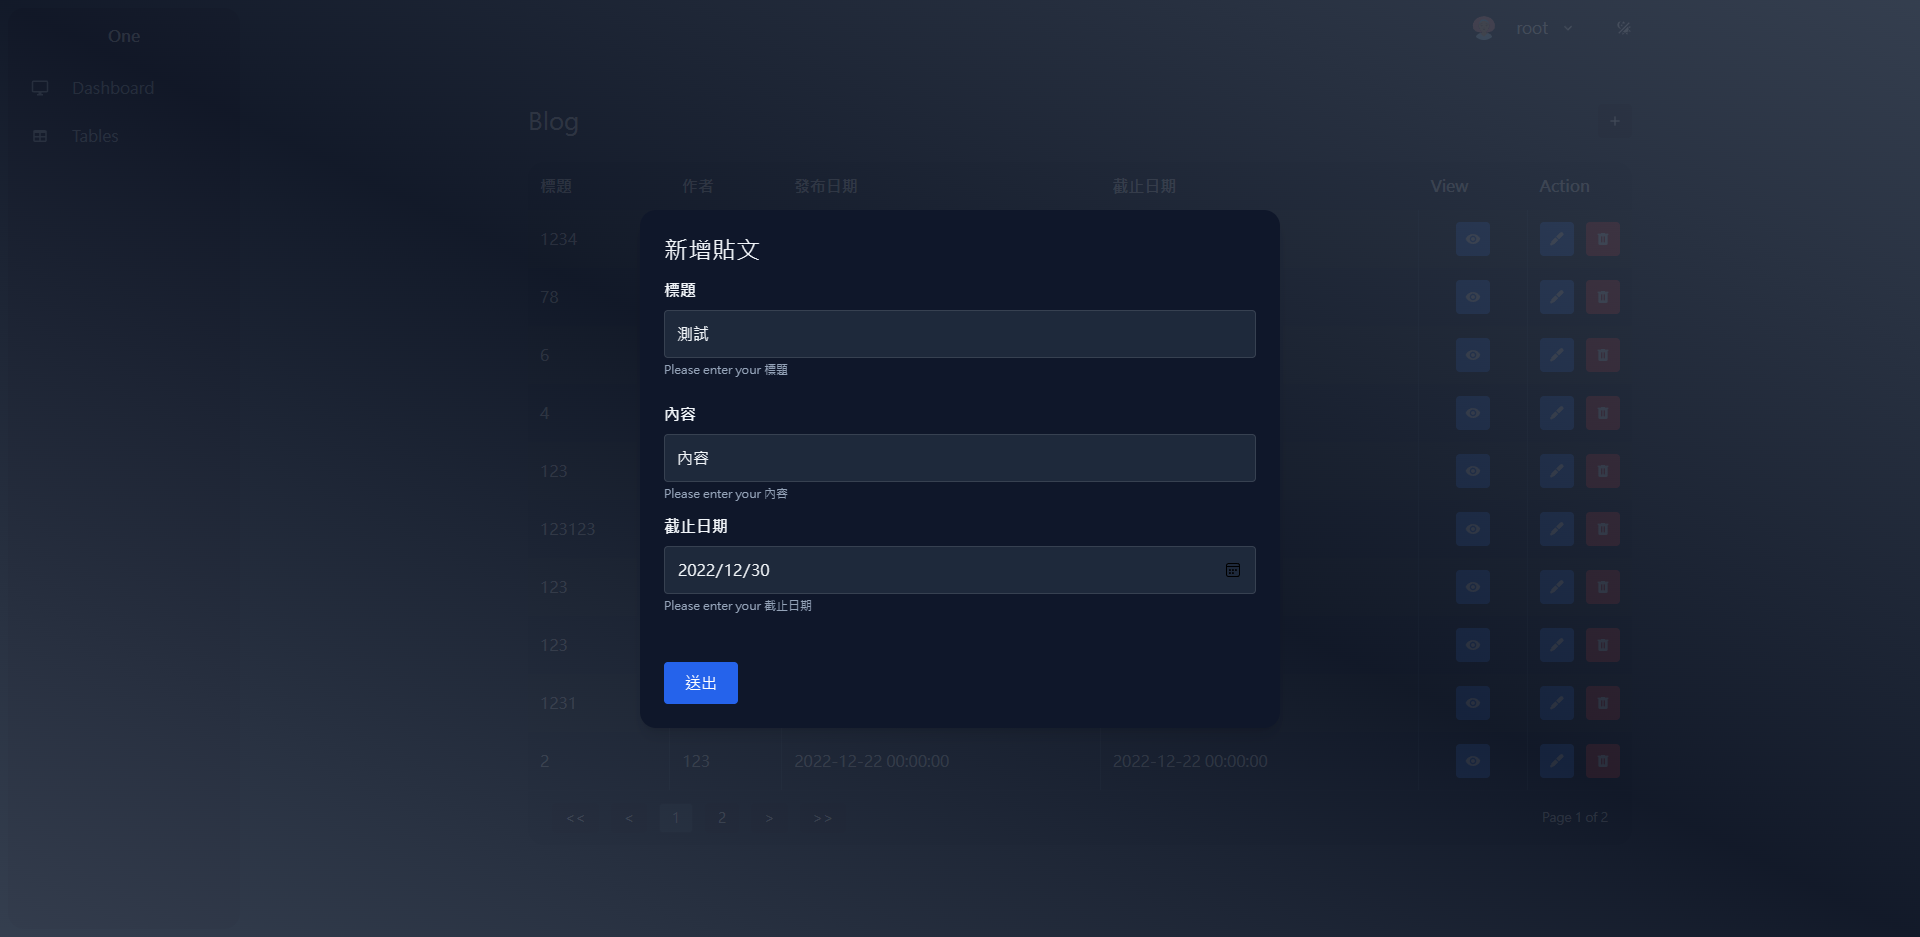 One
root
Dashboard
Tables
Blog
+
標題 作者 發布日期 截止日期 View Action
1234
78
6
4
123
123123
123
123
1231
2 123 2022-12-22 00:00:00 2022-12-22 00:00:00
<< < 1 2 > >> Page 1 of 2
新增貼文
標題
測試
Please enter your 標題
內容
內容
Please enter your 內容
截止日期
2022/12/30
Please enter your 截止日期
送出